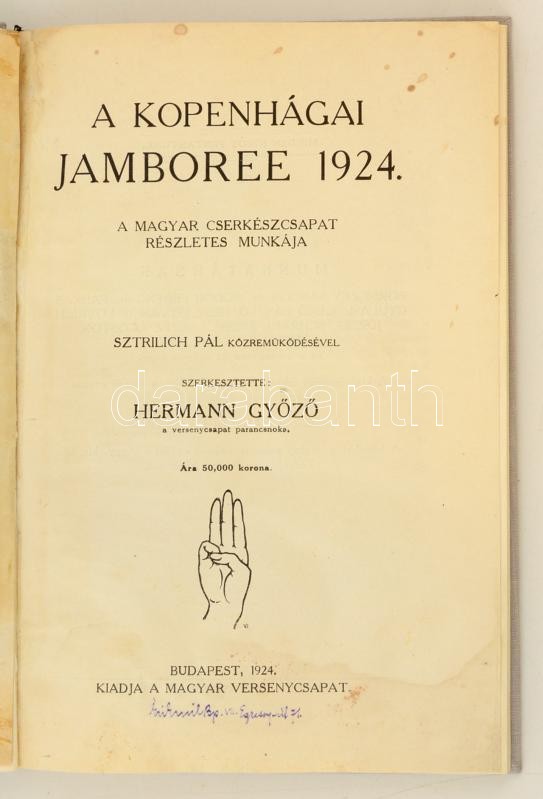 A KOPENHÁGAI
JAMBOREE 1924.
A MAGYAR CSERKÉSZCSAPAT
RÉSZLETES MUNKÁJA
SZTRILICH PÁL KÖZREMŰKÖDÉSÉVEL
SZERKESZTETTE:
darabanth
HERMANN GYŐZŐ
a versenycsapat parancsnoka.
Ára 50,000 korona.
BUDAPEST, 1924.
KIADJA A MAGYAR VERSENYCSAPAT.